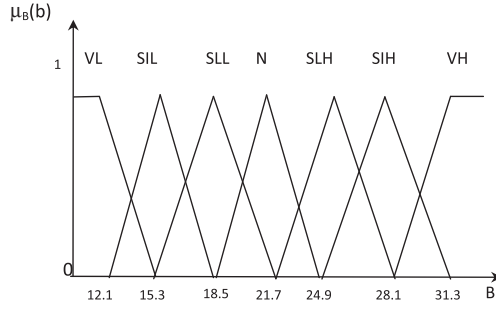 μB(b)
1 VL SIL SLL N SLH SIH VH
0
12.1 15.3 18.5 21.7 24.9 28.1 31.3 B